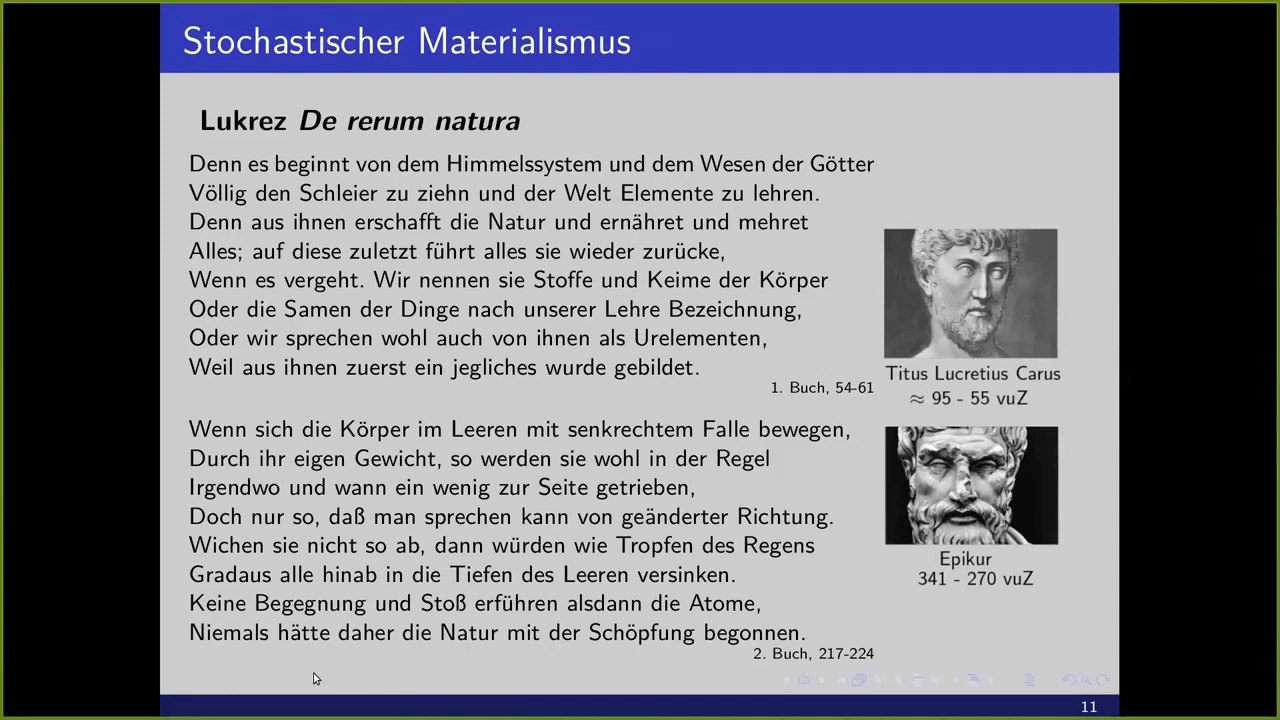 Stochastischer Materialismus
Lukrez De rerum natura
Denn es beginnt von dem Himmelssystem und dem Wesen der Götter
Völlig den Schleier zu ziehn und der Welt Elemente zu lehren.
Denn aus ihnen erschafft die Natur und ernähret und mehret
Alles; auf diese zuletzt führt alles sie wieder zurücke,
Wenn es vergeht. Wir nennen sie Stoffe und Keime der Körper
Oder die Samen der Dinge nach unserer Lehre Bezeichnung,
Oder wir sprechen wohl auch von ihnen als Urelementen,
Weil aus ihnen zuerst ein jegliches wurde gebildet.
1. Buch, 54-61
Wenn sich die Körper im Leeren mit senkrechtem Falle bewegen,
Durch ihr eigen Gewicht, so werden sie wohl in der Regel
Irgendwo und wann ein wenig zur Seite getrieben,
Doch nur so, daß man sprechen kann von geänderter Richtung.
Wichen sie nicht so ab, dann würden wie Tropfen des Regens
Gradaus alle hinab in die Tiefen des Leeren versinken.
Keine Begegnung und Stoß erführen alsdann die Atome,
Niemals hätte daher die Natur mit der Schöpfung begonnen.
2. Buch, 217-224
Titus Lucretius Carus
≈ 95 - 55 vuZ
Epikur
341 - 270 vuZ
11